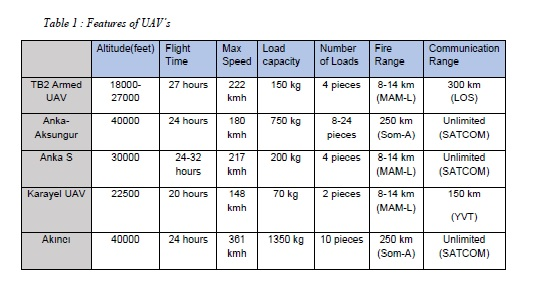 Table 1 : Features of UAV's
Altitude(feet) Flight Time Max Speed Load capacity Number of Loads Fire Range Communication Range
TB2 Armed UAV 18000-27000 27 hours 222 kmh 150 kg 4 pieces 8-14 km (MAM-L) 300 km (LOS)
Anka-Aksungur 40000 24 hours 180 kmh 750 kg 8-24 pieces 250 km (Som-A) Unlimited (SATCOM)
Anka S 30000 24-32 hours 217 kmh 200 kg 4 pieces 8-14 km (MAM-L) Unlimited (SATCOM)
Karayel UAV 22500 20 hours 148 kmh 70 kg 2 pieces 8-14 km (MAM-L) 150 km (YVT)
Akıncı 40000 24 hours 361 kmh 1350 kg 10 pieces 250 km (Som-A) Unlimited (SATCOM)